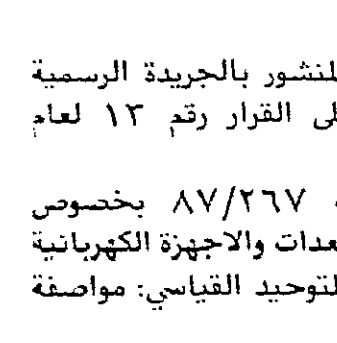 لمنشور بالجريدة الرسمية
لى القرار رقم ١٣ لعام
٨٧/٢٦٧ بخصوص
عدات والاجهزة الكهربائية
لتوحيد القياسي: مواصفة